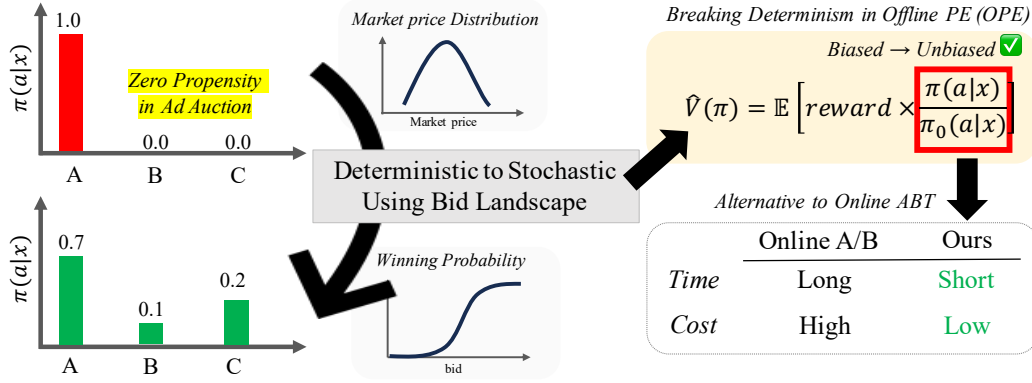 π(a|x)
1.0
Zero Propensity
in Ad Auction
0.0
0.0
A
B
C
Market price Distribution
Market price
Deterministic to Stochastic
Using Bid Landscape
π(a|x)
0.7
0.1
0.2
A
B
C
Winning Probability
bid
Breaking Determinism in Offline PE (OPE)
Biased → Unbiased ✅
V̂(π) = 𝔼 [reward × π(a|x) / π₀(a|x)]
Alternative to Online ABT
Online A/B Ours
Time Long Short
Cost High Low